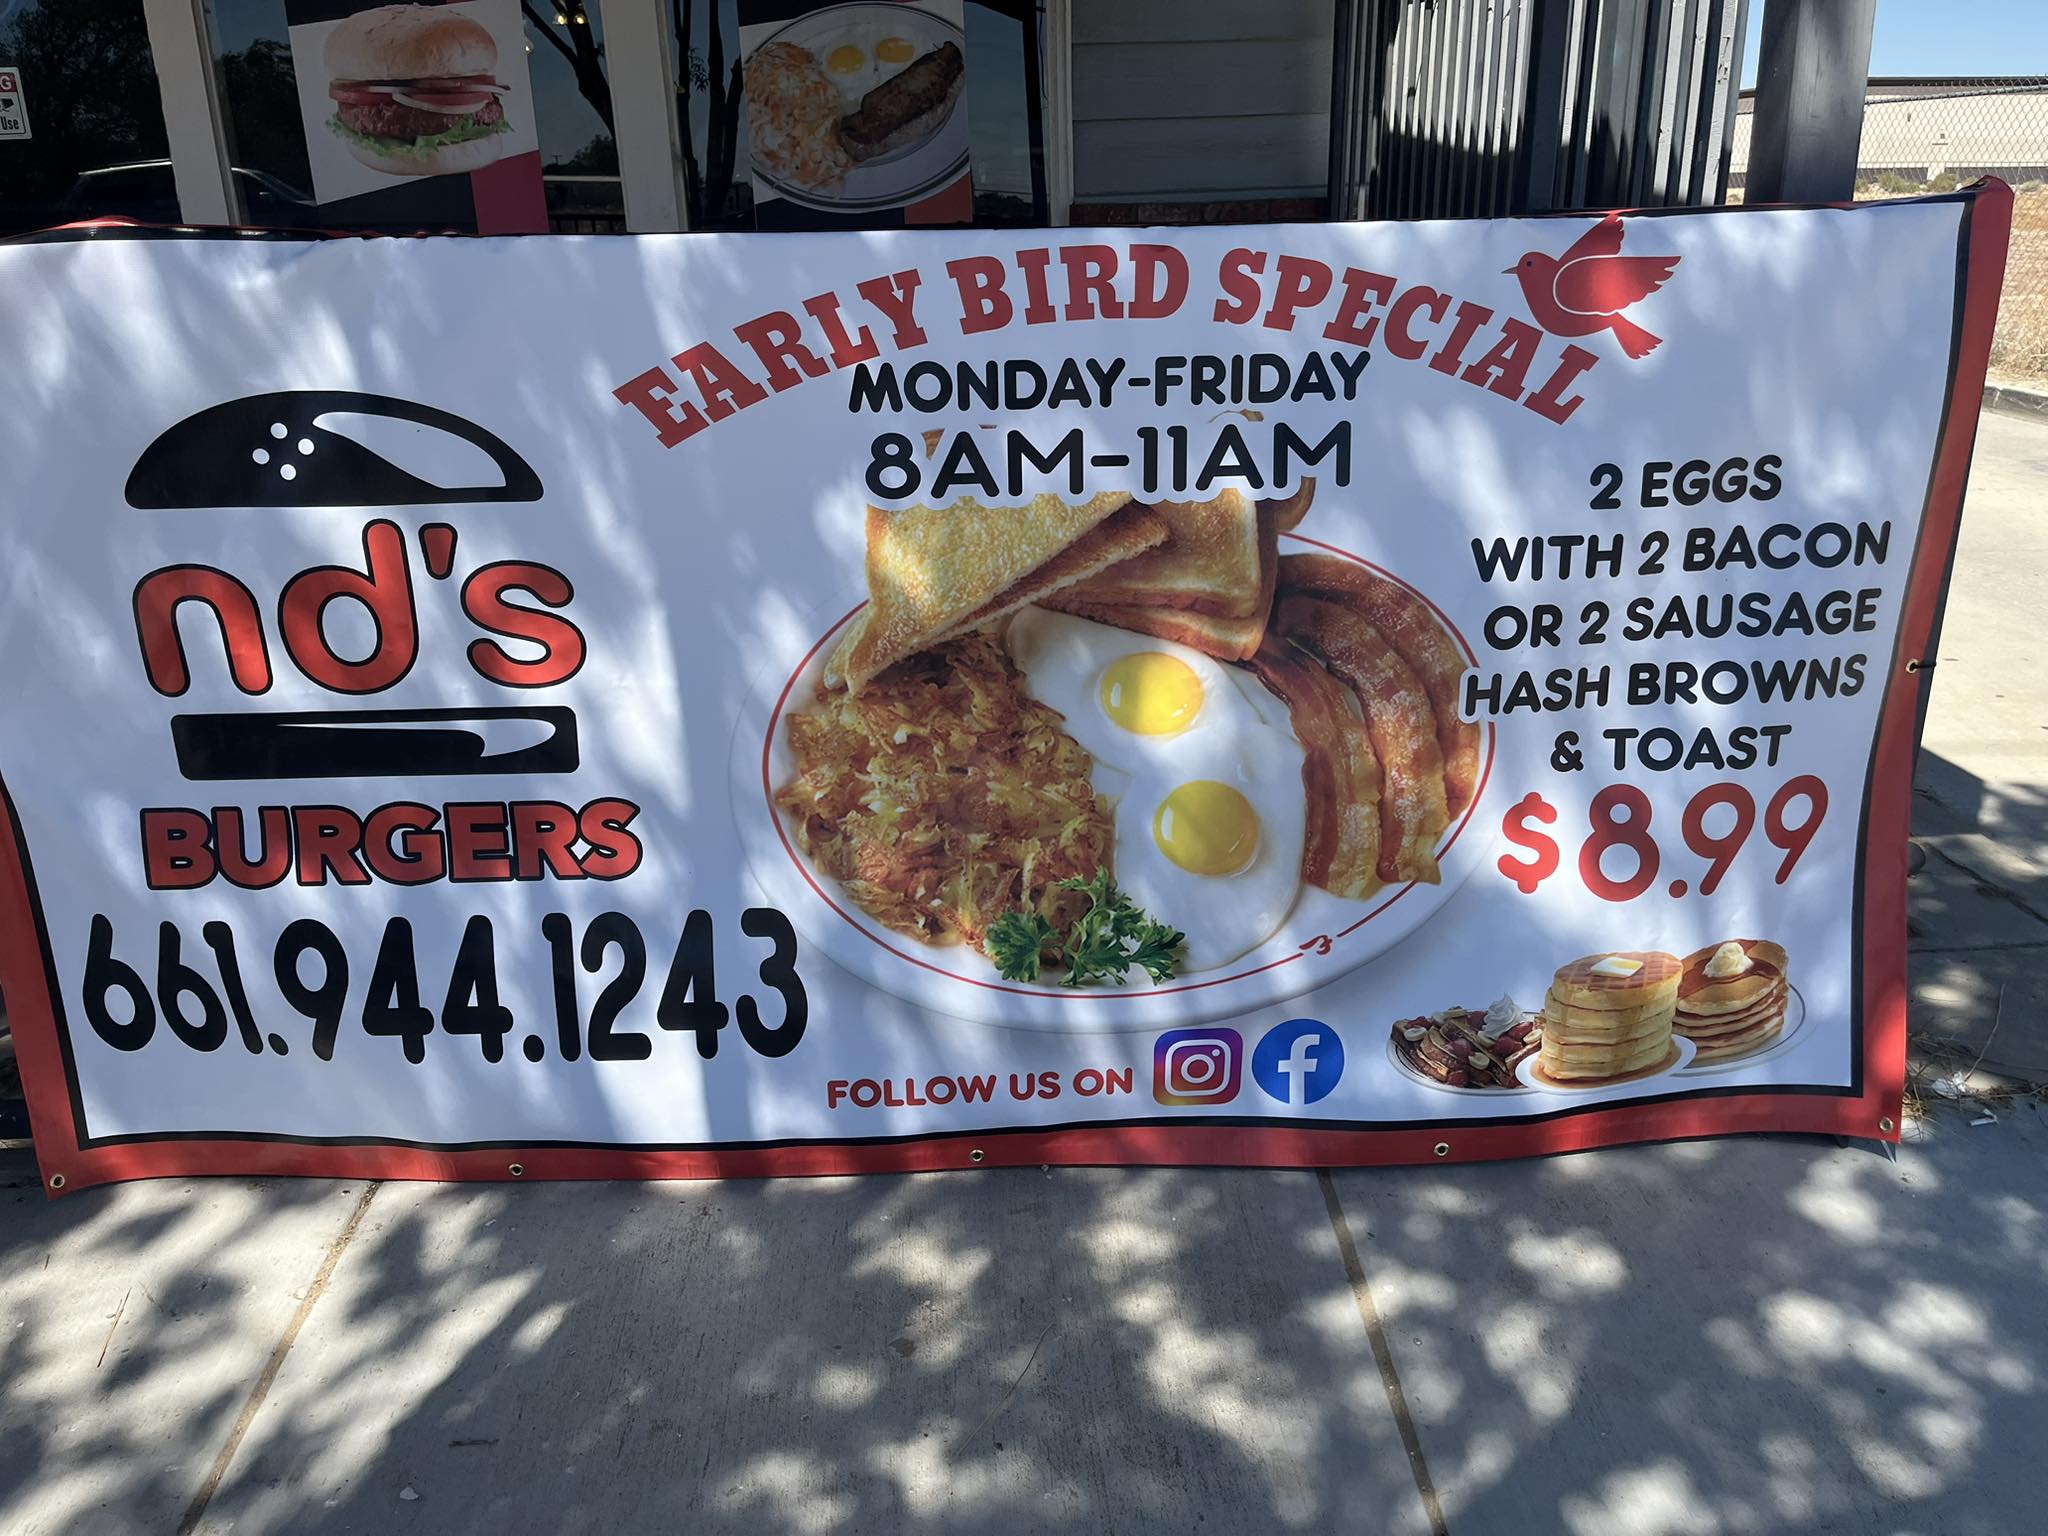 G
Use
EARLY BIRD SPECIAL
MONDAY-FRIDAY
8AM-11AM
nd's
BURGERS
661.944.1243
2 EGGS
WITH 2 BACON
OR 2 SAUSAGE
HASH BROWNS
& TOAST
$8.99
FOLLOW US ON